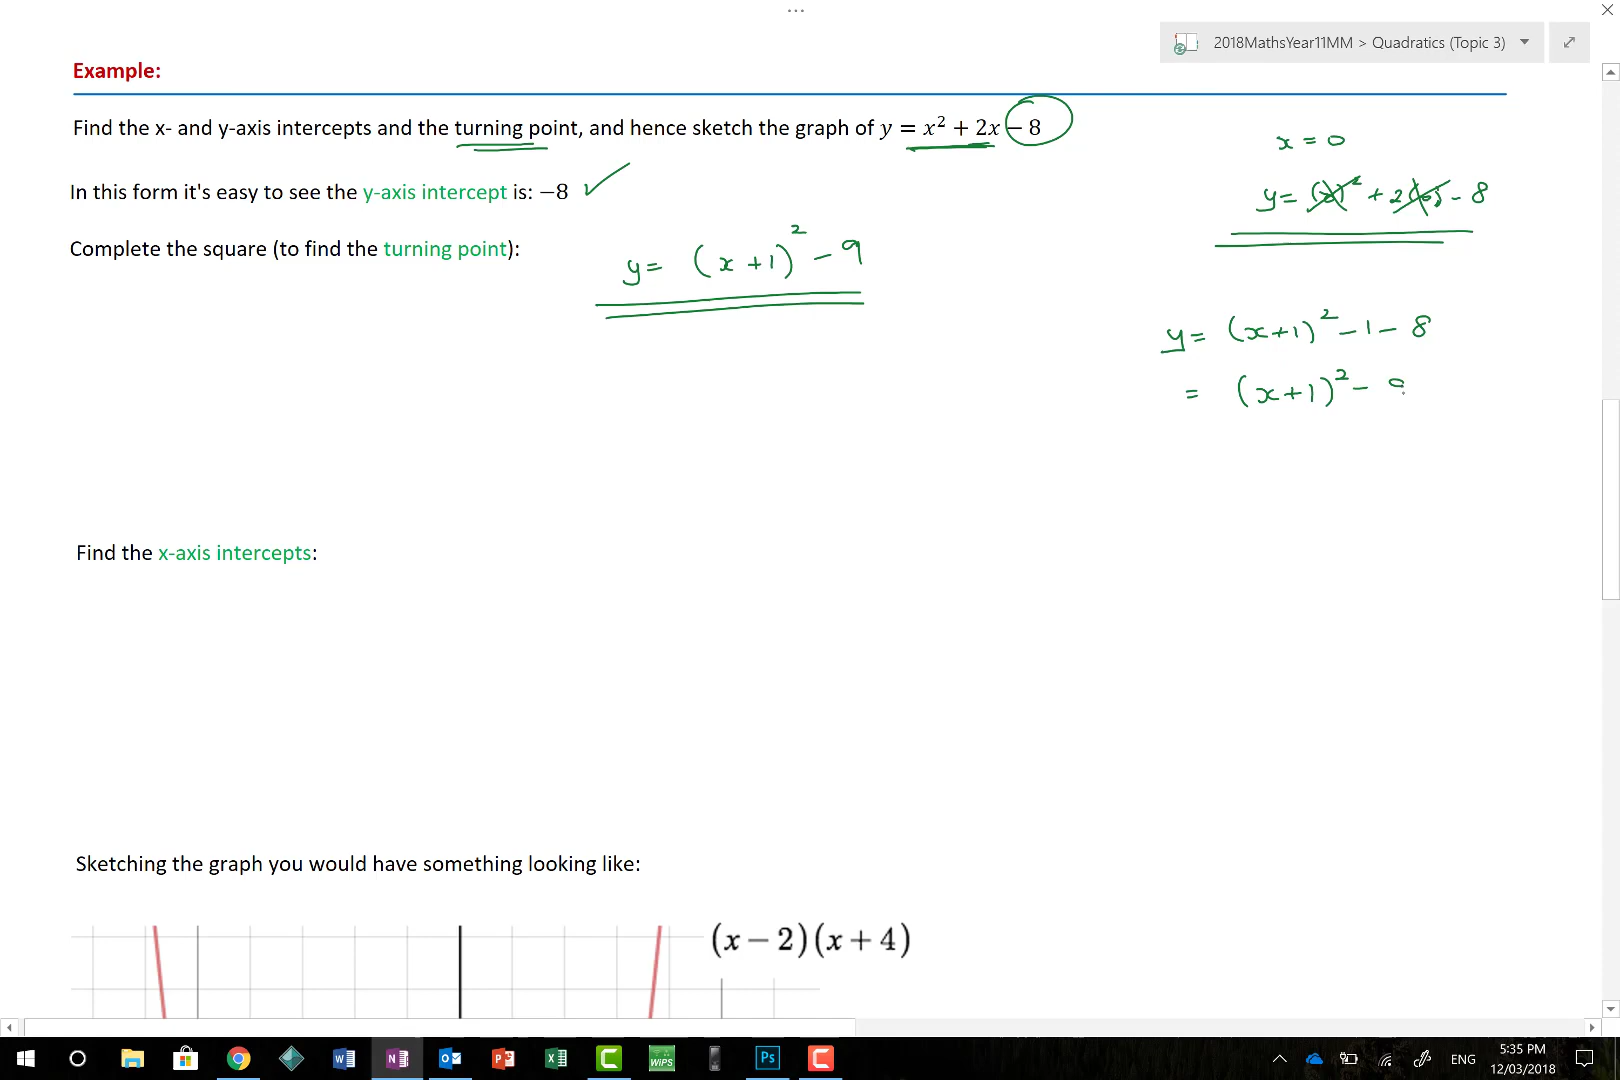 ...
2018MathsYear11MM > Quadratics (Topic 3)
Example:
Find the x- and y-axis intercepts and the turning point, and hence sketch the graph of y = x² + 2x − 8
x = 0
In this form it's easy to see the y-axis intercept is: −8 ✓
y = (0)² + 2(0) - 8
Complete the square (to find the turning point):
y = (x+1)² - 9
y = (x+1)² - 1 - 8
= (x+1)² -
Find the x-axis intercepts:
Sketching the graph you would have something looking like:
(x − 2)(x + 4)
WIPS
ENG
5:35 PM
12/03/2018